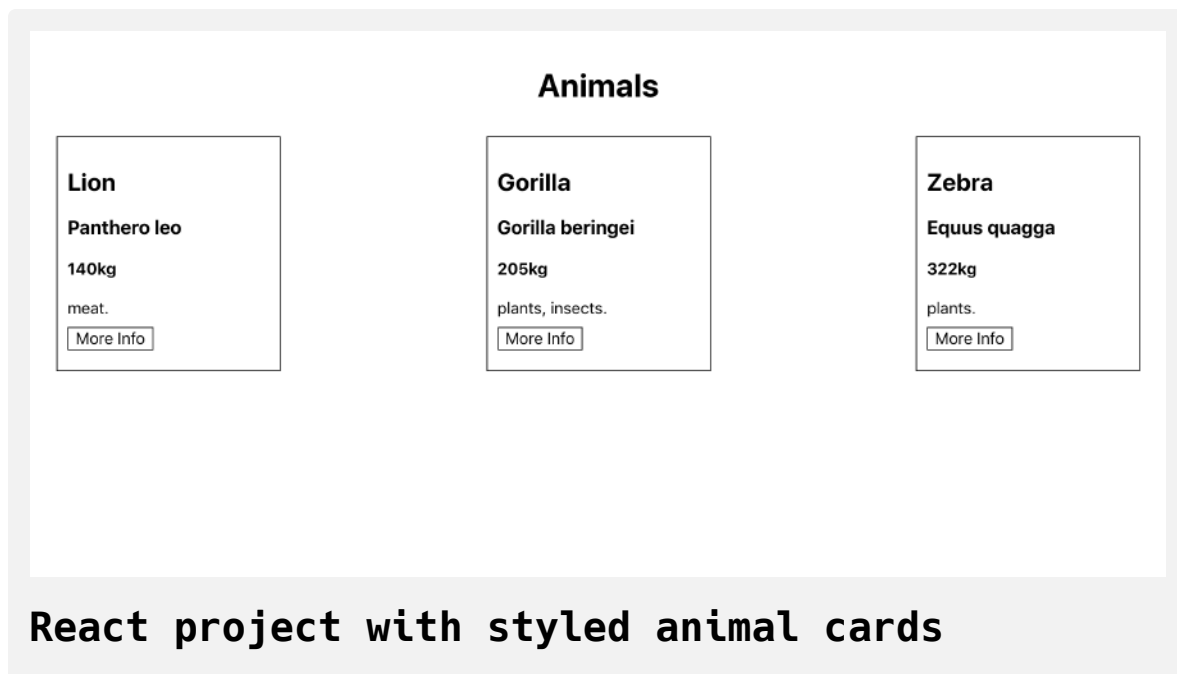 Animals
Lion
Panthero leo
140kg
meat.
More Info
Gorilla
Gorilla beringei
205kg
plants, insects.
More Info
Zebra
Equus quagga
322kg
plants.
More Info
React project with styled animal cards